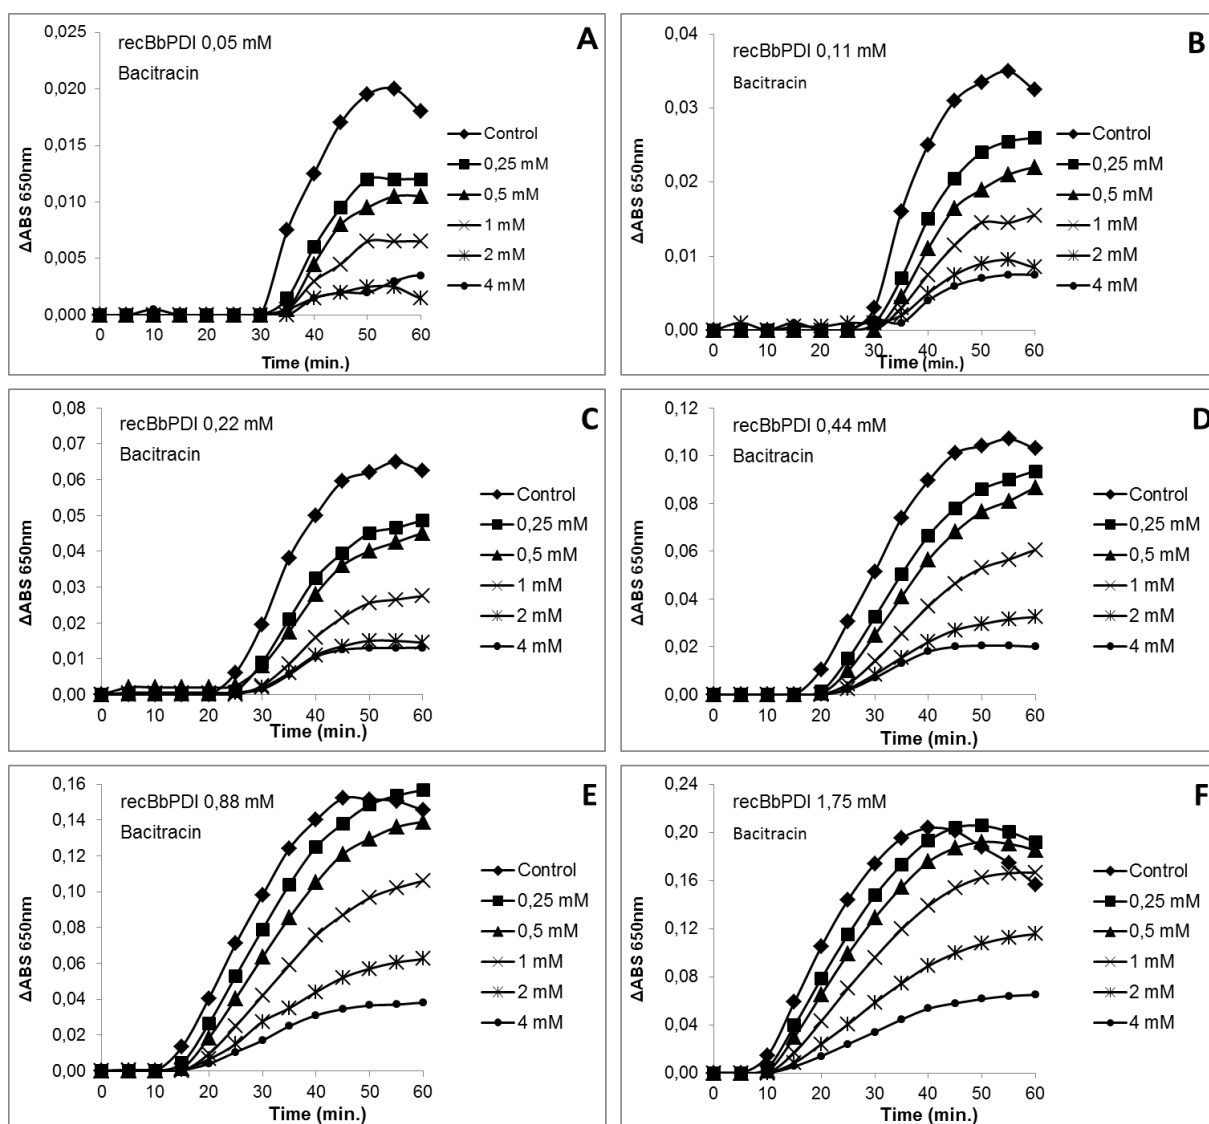 recBbPDI 0,05 mM
Bacitracin
A
ΔABS 650nm
0,025
0,020
0,015
0,010
0,005
0,000
0 10 20 30 40 50 60
Time (min.)
Control
0,25 mM
0,5 mM
1 mM
2 mM
4 mM
recBbPDI 0,11 mM
Bacitracin
B
ΔABS 650nm
0,04
0,03
0,02
0,01
0,00
0 10 20 30 40 50 60
Time (min.)
Control
0,25 mM
0,5 mM
1 mM
2 mM
4 mM
recBbPDI 0,22 mM
Bacitracin
C
ΔABS 650nm
0,08
0,07
0,06
0,05
0,04
0,03
0,02
0,01
0,00
0 10 20 30 40 50 60
Time (min.)
Control
0,25 mM
0,5 mM
1 mM
2 mM
4 mM
recBbPDI 0,44 mM
Bacitracin
D
ΔABS 650nm
0,12
0,10
0,08
0,06
0,04
0,02
0,00
0 10 20 30 40 50 60
Time (min.)
Control
0,25 mM
0,5 mM
1 mM
2 mM
4 mM
recBbPDI 0,88 mM
Bacitracin
E
ΔABS 650nm
0,16
0,14
0,12
0,10
0,08
0,06
0,04
0,02
0,00
0 10 20 30 40 50 60
Time (min.)
Control
0,25 mM
0,5 mM
1 mM
2 mM
4 mM
recBbPDI 1,75 mM
Bacitracin
F
ΔABS 650nm
0,24
0,20
0,16
0,12
0,08
0,04
0,00
0 10 20 30 40 50 60
Time (min.)
Control
0,25 mM
0,5 mM
1 mM
2 mM
4 mM